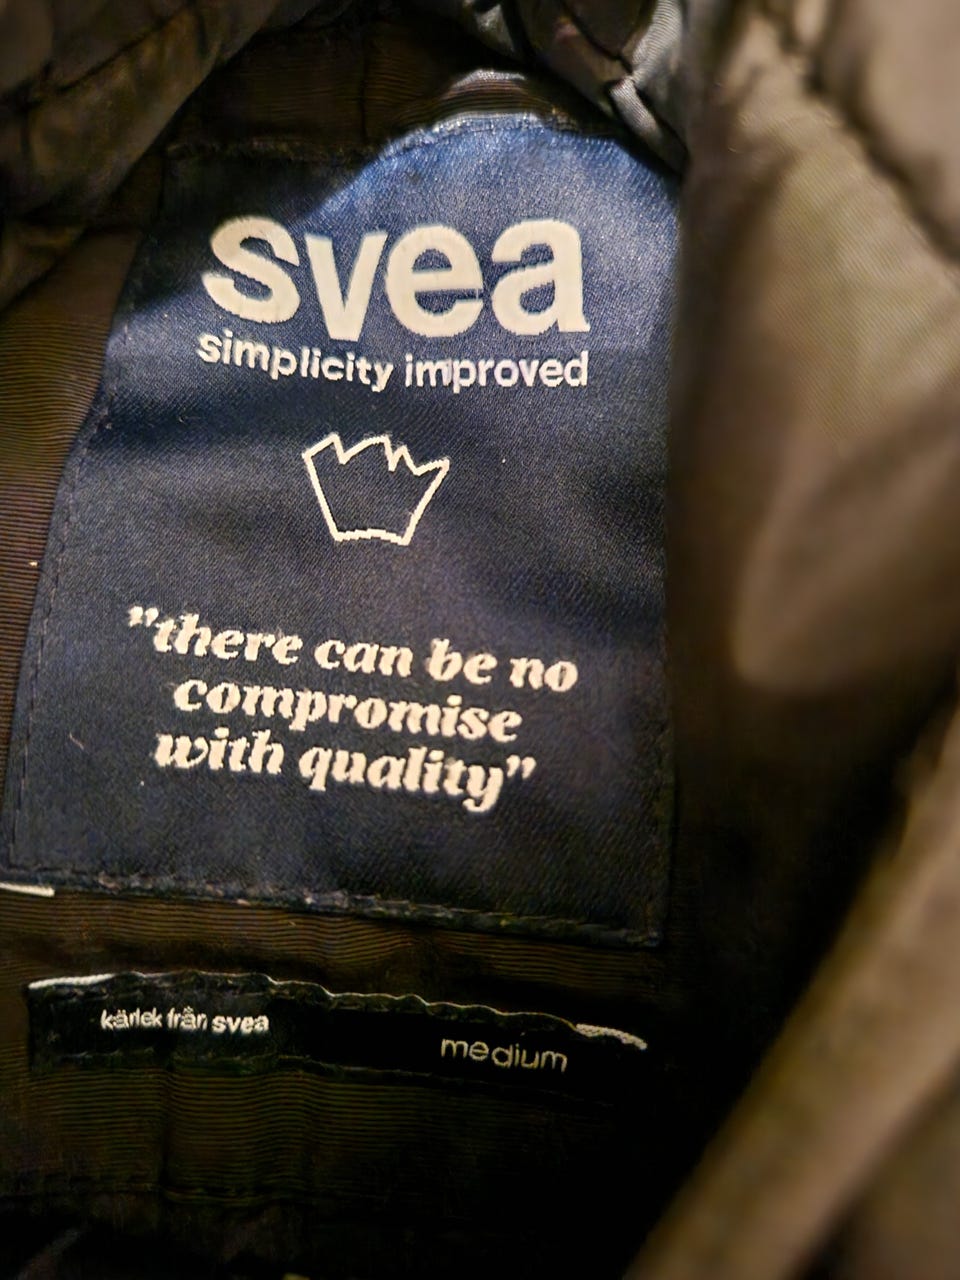 svea
simplicity improved
"there can be no
compromise
with quality"
kärlek från svea
medium